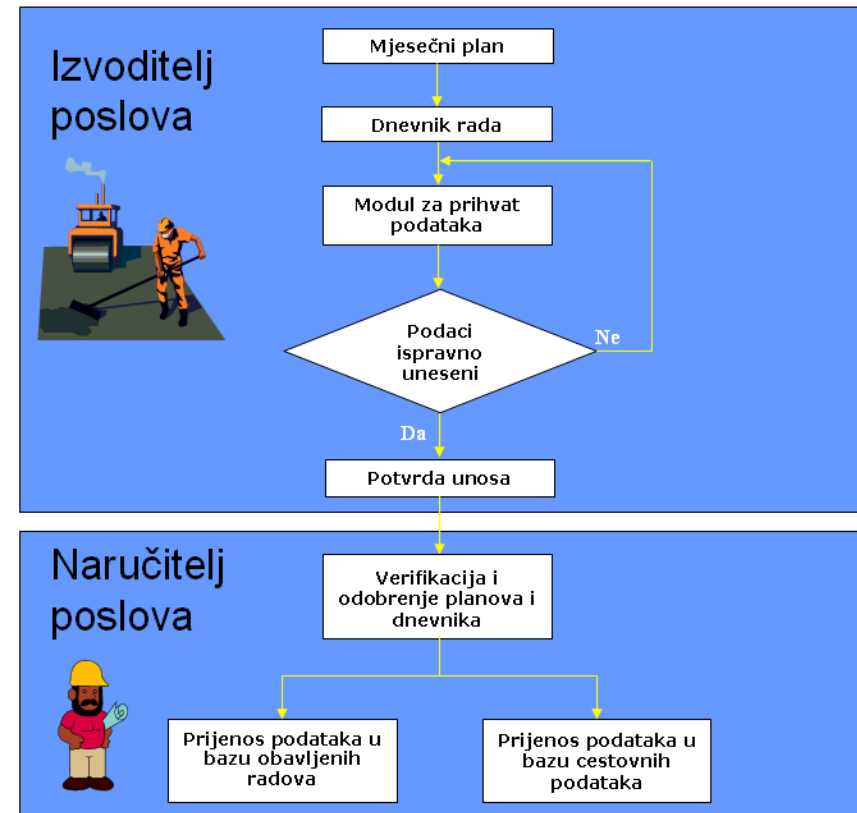 Izvoditelj
poslova
Mjesečni plan
Dnevnik rada
Modul za prihvat
podataka
Podaci
ispravno
uneseni
Ne
Da
Potvrda unosa
Naručitelj
poslova
Verifikacija i
odobrenje planova i
dnevnika
Prijenos podataka u
bazu obavljenih
radova
Prijenos podataka u
bazu cestovnih
podataka